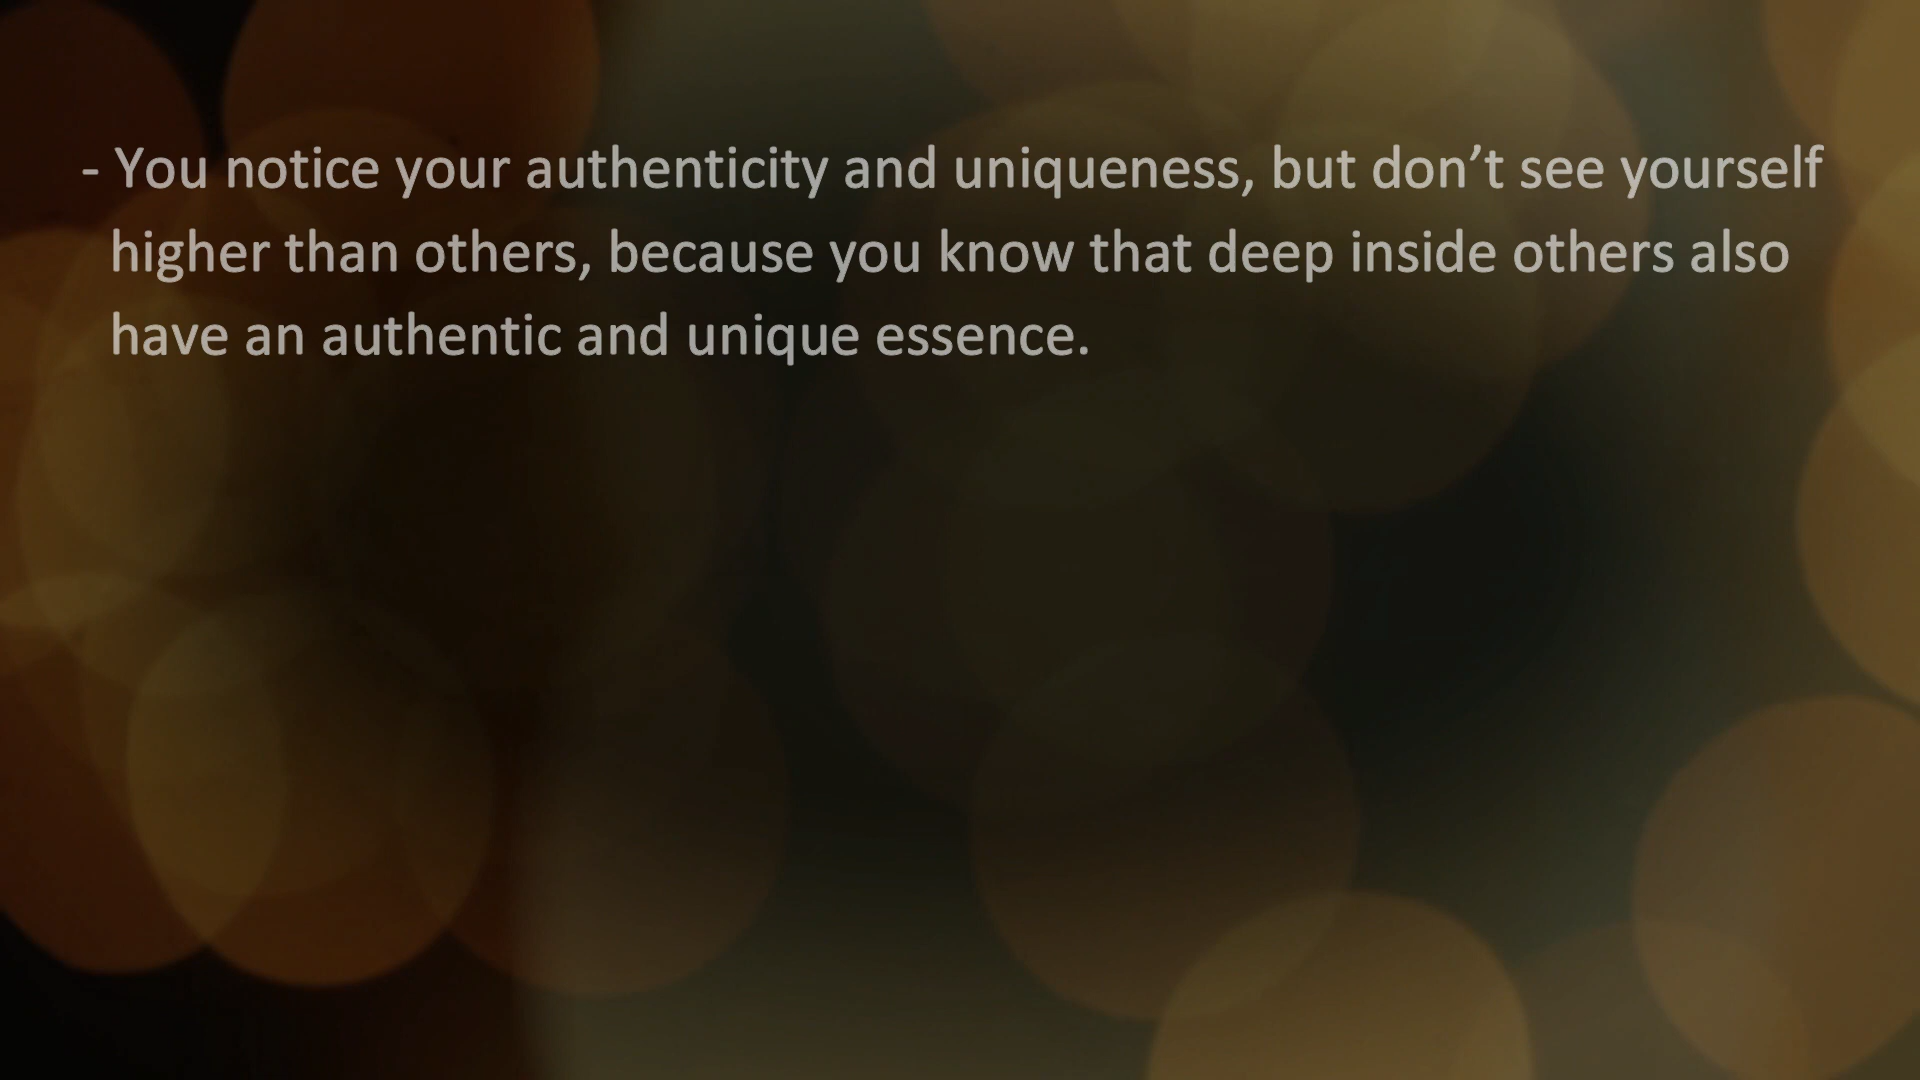 - You notice your authenticity and uniqueness, but don’t see yourself
higher than others, because you know that deep inside others also
have an authentic and unique essence.